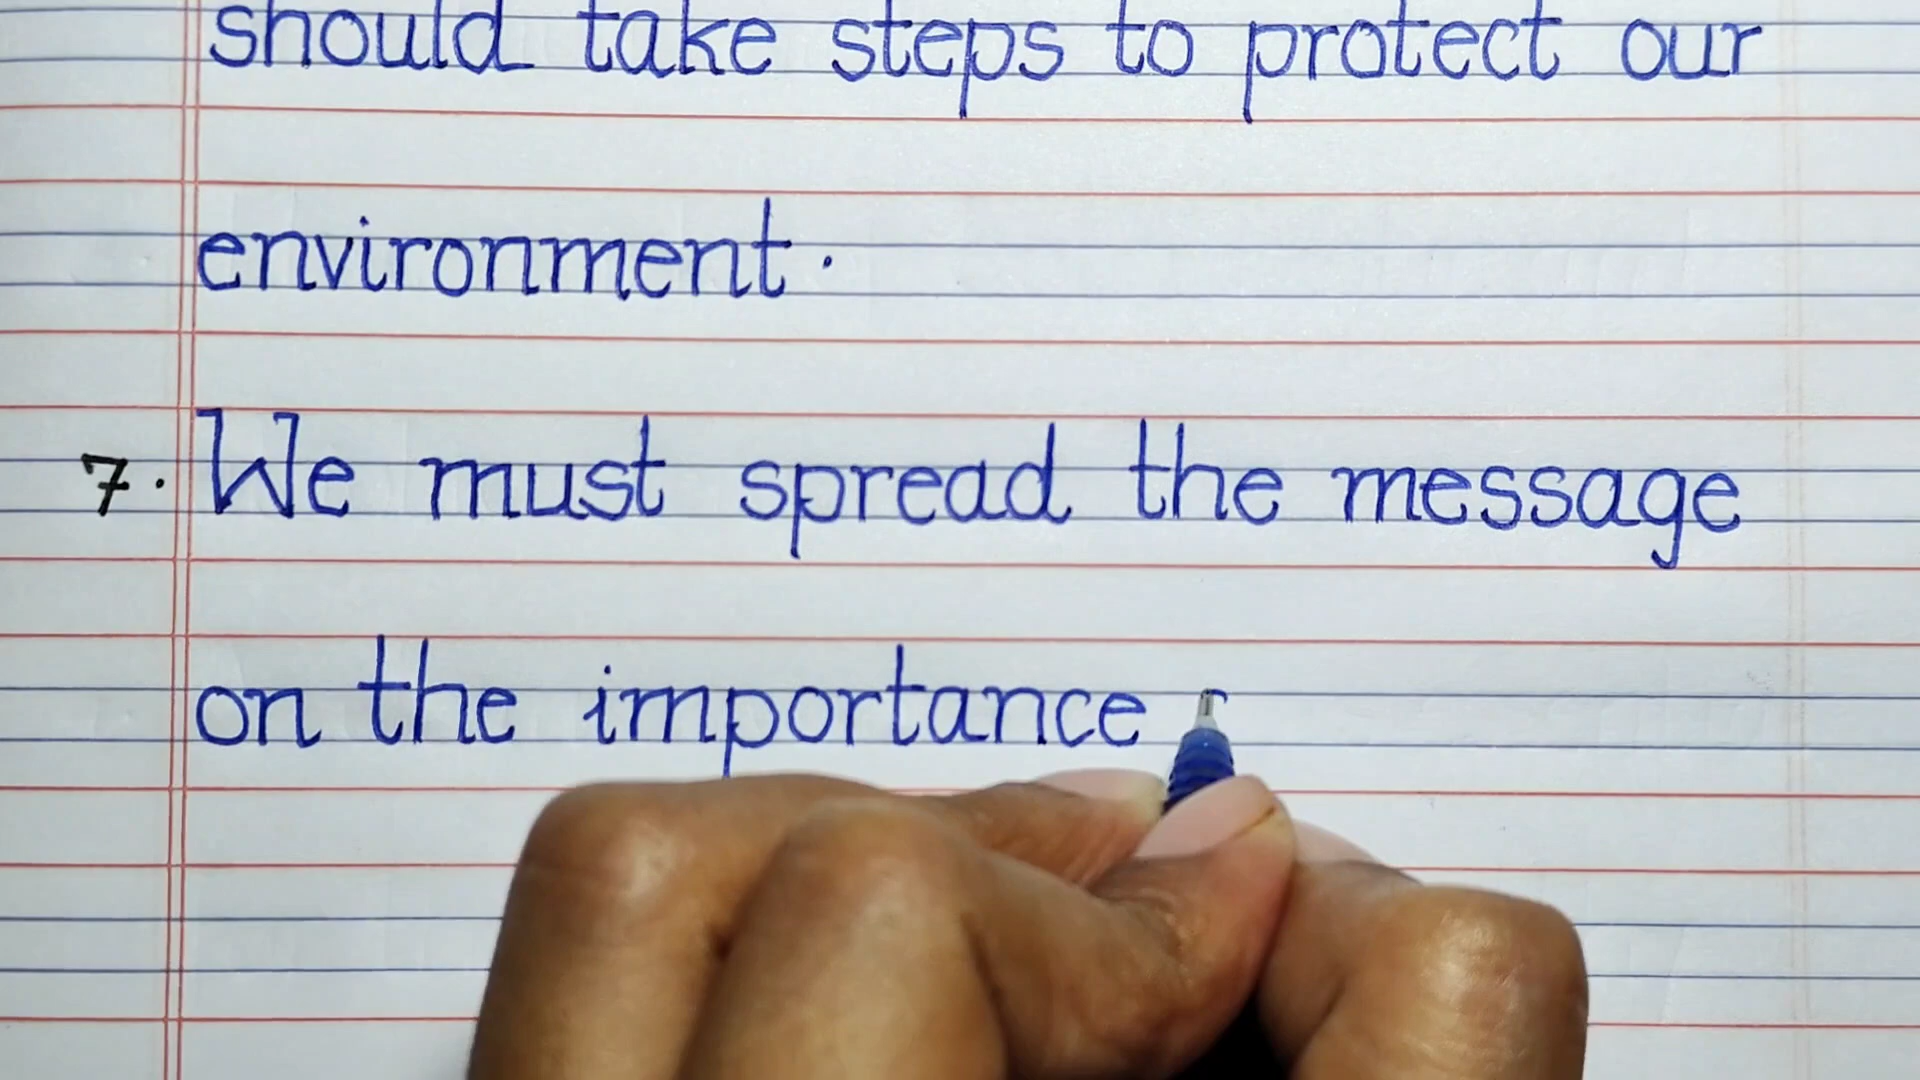 should take steps to protect our
environment.
7. We must spread the message
on the importance